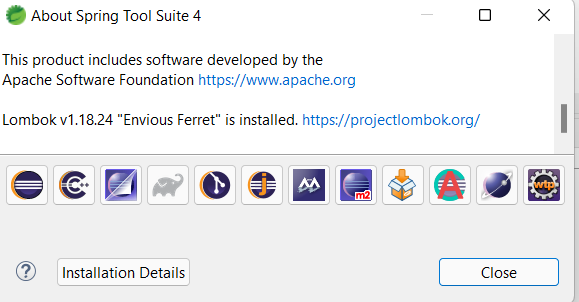 About Spring Tool Suite 4
This product includes software developed by the
Apache Software Foundation https://www.apache.org
Lombok v1.18.24 "Envious Ferret" is installed. https://projectlombok.org/
m2
wtp
Installation Details
Close